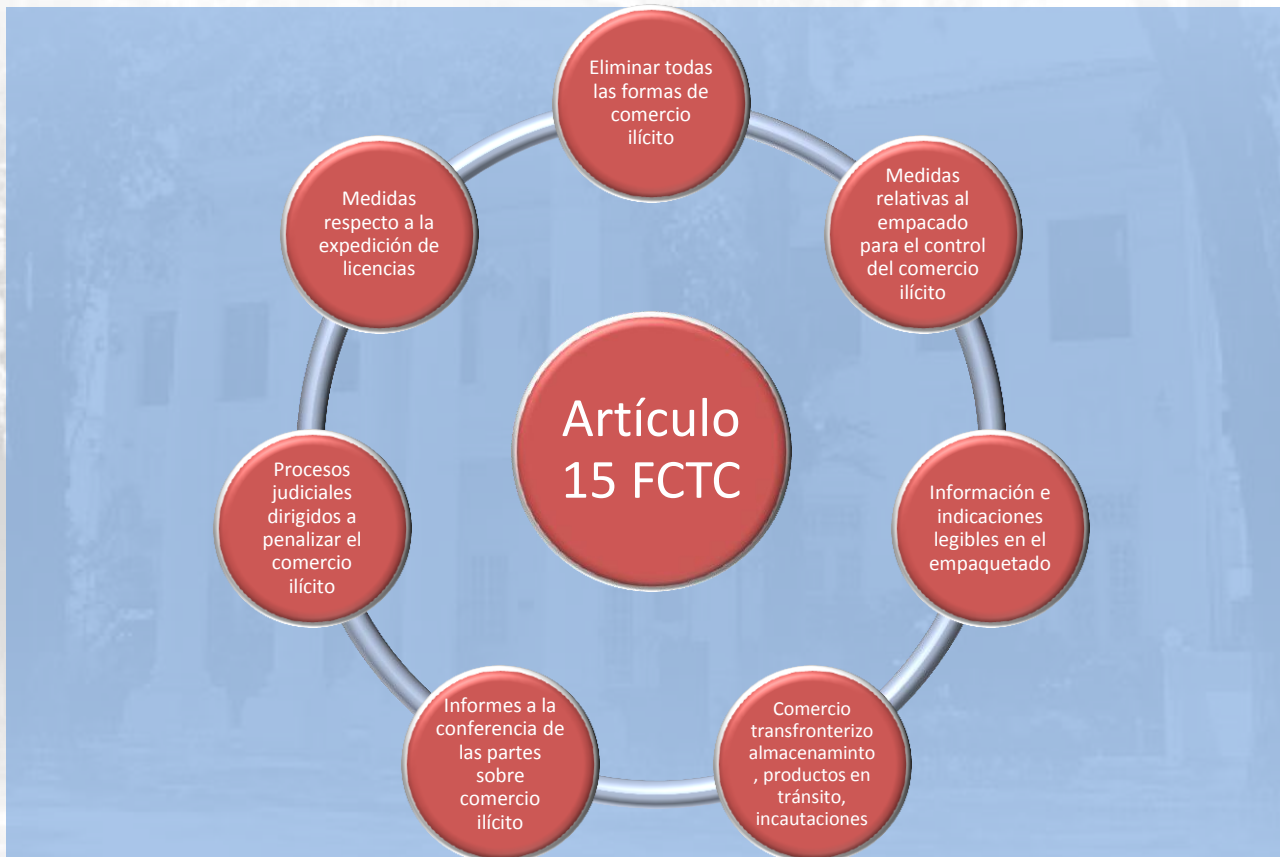 Eliminar todas
las formas de
comercio
ilícito
Medidas
relativas al
empacado
para el control
del comercio
ilícito
Información e
indicaciones
legibles en el
empaquetado
Comercio
transfronterizo
almacenaminto
, productos en
tránsito,
incautaciones
Informes a la
conferencia de
las partes
sobre
comercio
ilícito
Procesos
judiciales
dirigidos a
penalizar el
comercio
ilícito
Medidas
respecto a la
expedición de
licencias
Artículo
15 FCTC